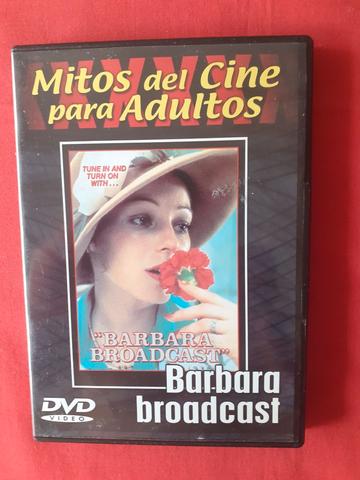 Mitos del Cine
para Adultos
TUNE IN AND
TURN ON
WITH . . .
"BARBARA
BROADCAST"
Barbara
broadcast
DVD
VIDEO